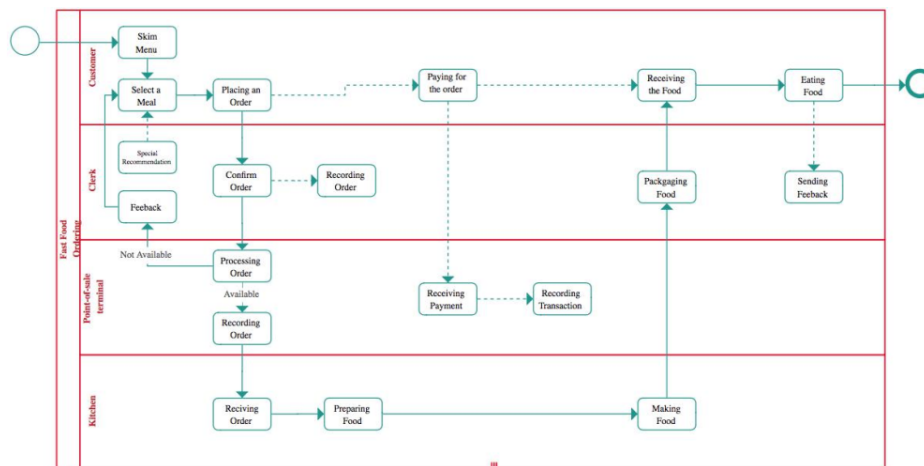 Fast Food
Ordering
Customer
Skim
Menu
Select a
Meal
Placing an
Order
Paying for
the order
Receiving
the Food
Eating
Food
Clerk
Special
Recommendation
Feeback
Confirm
Order
Recording
Order
Packgaging
Food
Sending
Feeback
Point-of-sale
terminal
Not Available
Processing
Order
Available
Recording
Order
Receiving
Payment
Recording
Transaction
Kitchen
Reciving
Order
Preparing
Food
Making
Food